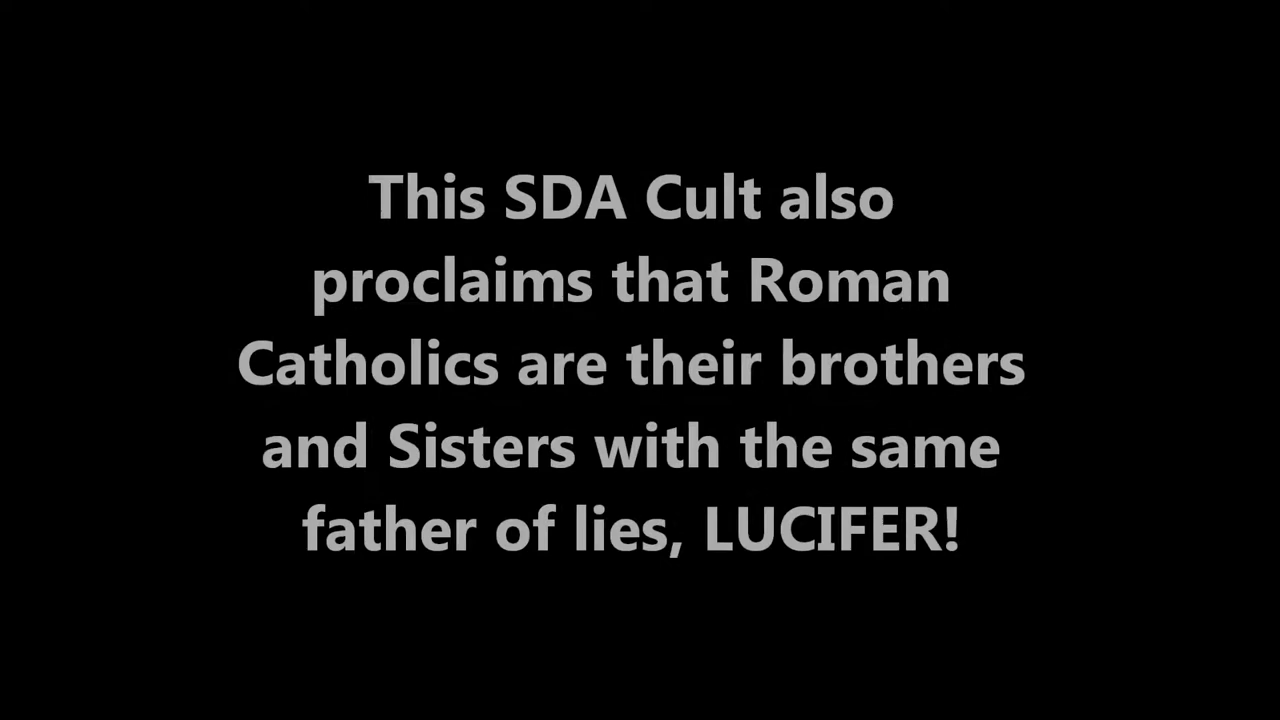 This SDA Cult also
proclaims that Roman
Catholics are their brothers
and Sisters with the same
father of lies, LUCIFER!